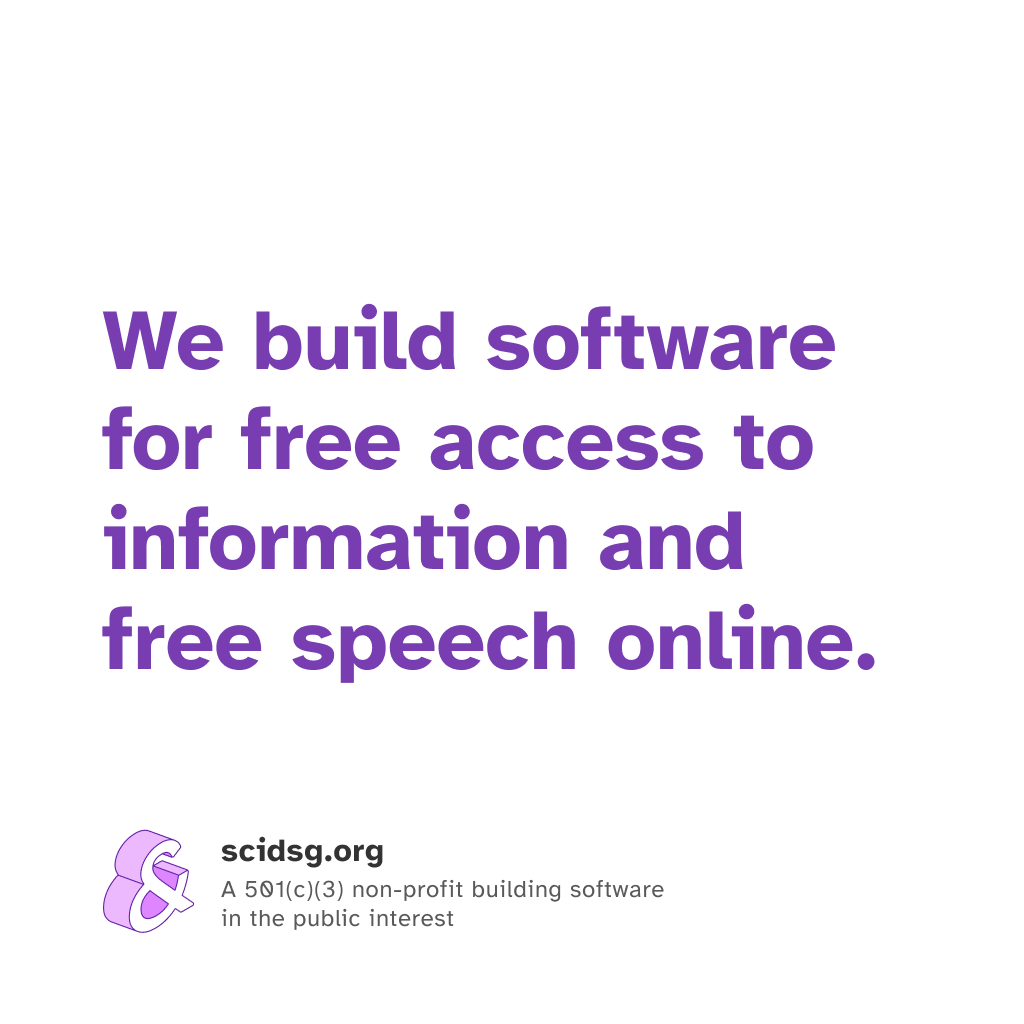 We build software
for free access to
information and
free speech online.
&
scidsg.org
A 501(c)(3) non-profit building software
in the public interest